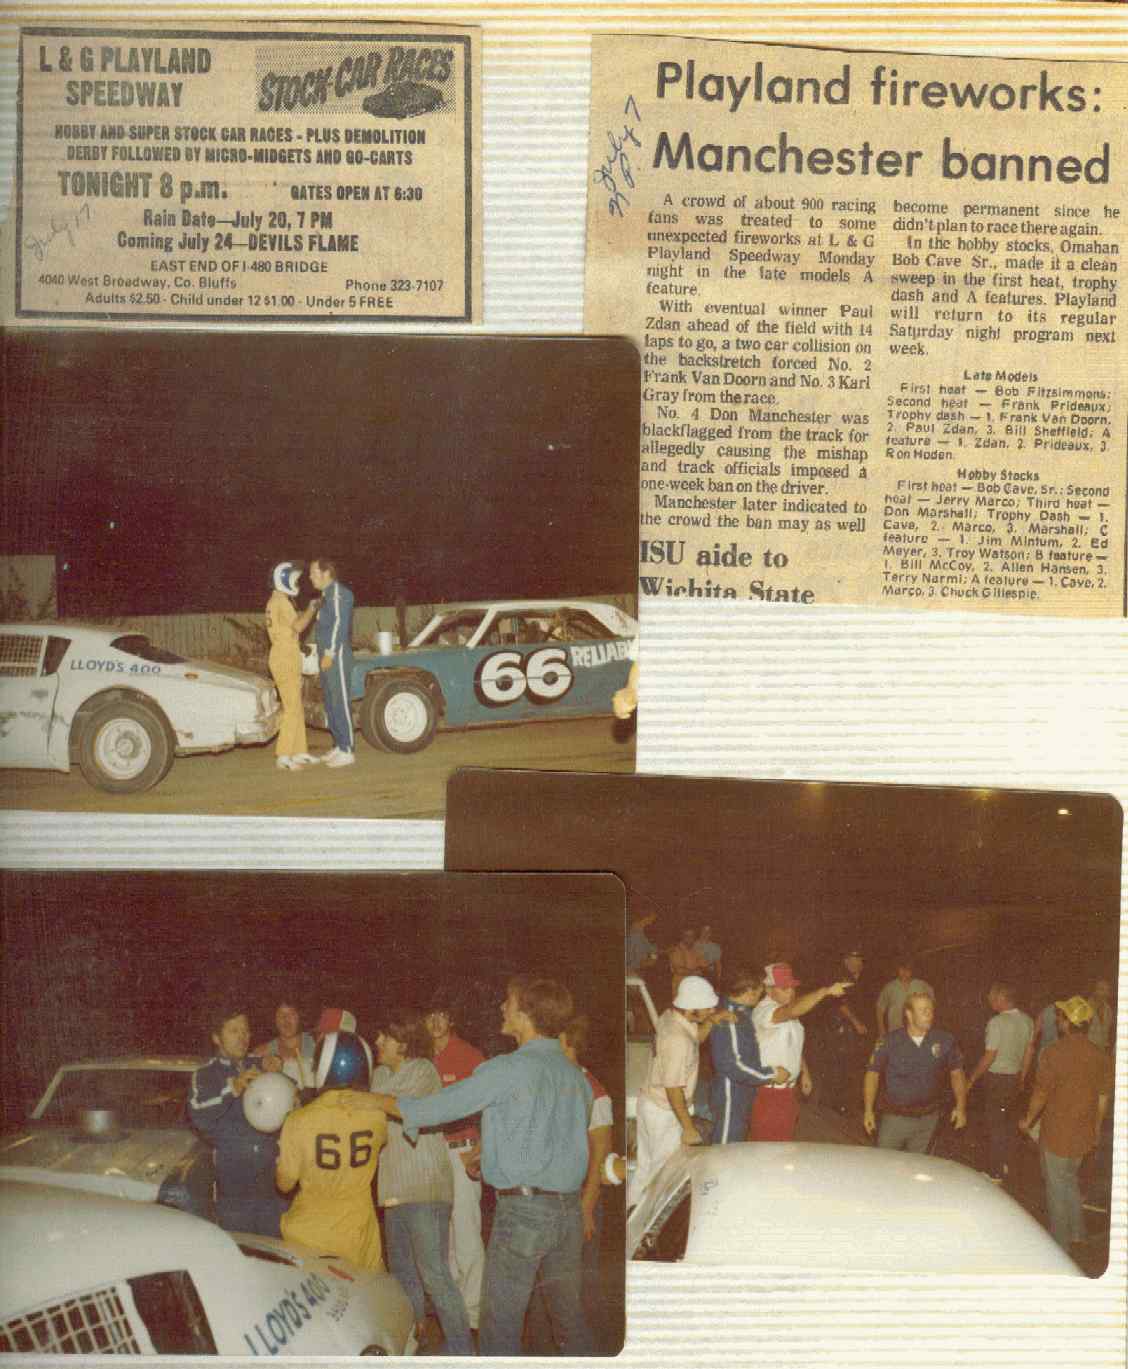 L & G PLAYLAND
SPEEDWAY
STOCK-CAR RACES
HOBBY AND SUPER STOCK CAR RACES - PLUS DEMOLITION
DERBY FOLLOWED BY MICRO-MIDGETS AND GO-CARTS
TONIGHT 8 p.m. GATES OPEN AT 6:30
Rain Date—July 20, 7 PM
Coming July 24—DEVILS FLAME
EAST END OF I-480 BRIDGE
4040 West Broadway, Co. Bluffs Phone 323-7107
Adults $2.50 - Child under 12 $1.00 - Under 5 FREE
July 17
Playland fireworks:
Manchester banned
July 7
A crowd of about 900 racing
fans was treated to some
unexpected fireworks at L & G
Playland Speedway Monday
night in the late models A
feature.
With eventual winner Paul
Zdan ahead of the field with 14
laps to go, a two car collision on
the backstretch forced No. 2
Frank Van Doorn and No. 3 Karl
Gray from the race.
No. 4 Don Manchester was
blackflagged from the track for
allegedly causing the mishap
and track officials imposed a
one-week ban on the driver.
Manchester later indicated to
the crowd the ban may as well
ISU aide to
Wichita State
become permanent since he
didn't plan to race there again.
In the hobby stocks, Omahan
Bob Cave Sr., made it a clean
sweep in the first heat, trophy
dash and A features. Playland
will return to its regular
Saturday night program next
week.
Late Models
First heat — Bob Fitzsimmons;
Second heat — Frank Prideaux;
Trophy dash — 1. Frank Van Doorn,
2. Paul Zdan, 3. Bill Sheffield; A
feature — 1. Zdan, 2. Prideaux, 3.
Ron Hoden.
Hobby Stocks
First heat — Bob Cave, Sr.; Second
heat — Jerry Marco; Third heat —
Don Marshall; Trophy Dash — 1.
Cave, 2. Marco, 3. Marshall; C
feature — 1. Jim Mintum, 2. Ed
Meyer, 3. Troy Watson; B feature —
1. Bill McCoy, 2. Allen Hansen, 3.
Terry Narmi; A feature — 1. Cave, 2.
Marco, 3. Chuck Gillespie.
LLOYD'S 400
66 RELIAB
66
LLOYD'S 400